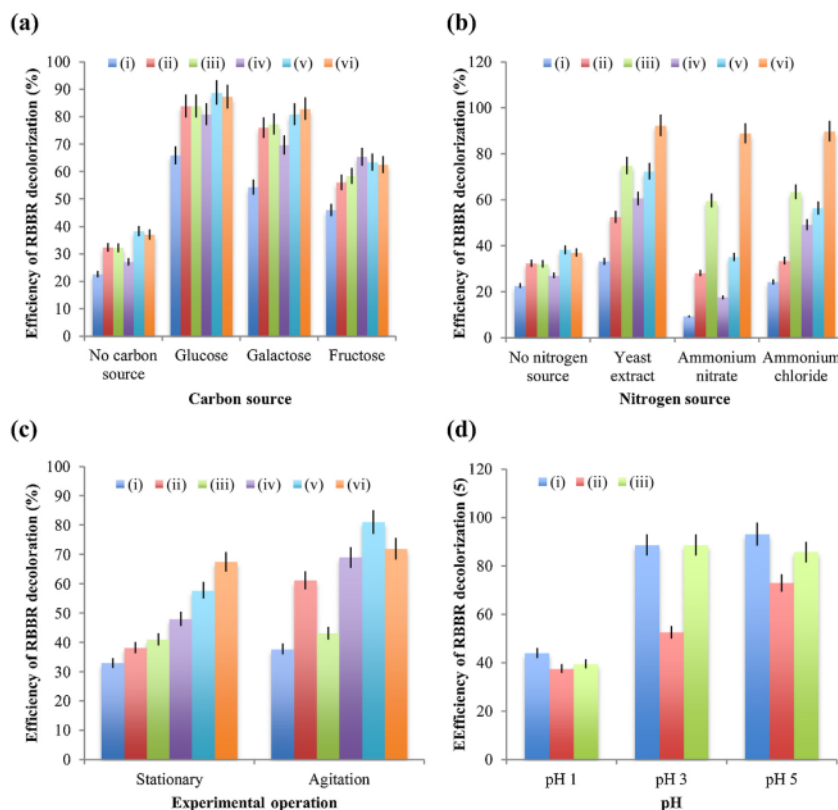 (a)
Efficiency of RBBR decolorization (%)
100
90
80
70
60
50
40
30
20
10
0
(i) (ii) (iii) (iv) (v) (vi)
No carbon source
Glucose Galactose Fructose
Carbon source
(b)
Efficiency of RBBR decolorization (%)
120
100
80
60
40
20
0
(i) (ii) (iii) (iv) (v) (vi)
No nitrogen source
Yeast extract
Ammonium nitrate
Ammonium chloride
Nitrogen source
(c)
Efficiency of RBBR decoloration (%)
100
90
80
70
60
50
40
30
20
10
0
(i) (ii) (iii) (iv) (v) (vi)
Stationary Agitation
Experimental operation
(d)
EEfficiency of RBBR decolorization (5)
120
100
80
60
40
20
0
(i) (ii) (iii)
pH 1 pH 3 pH 5
pH